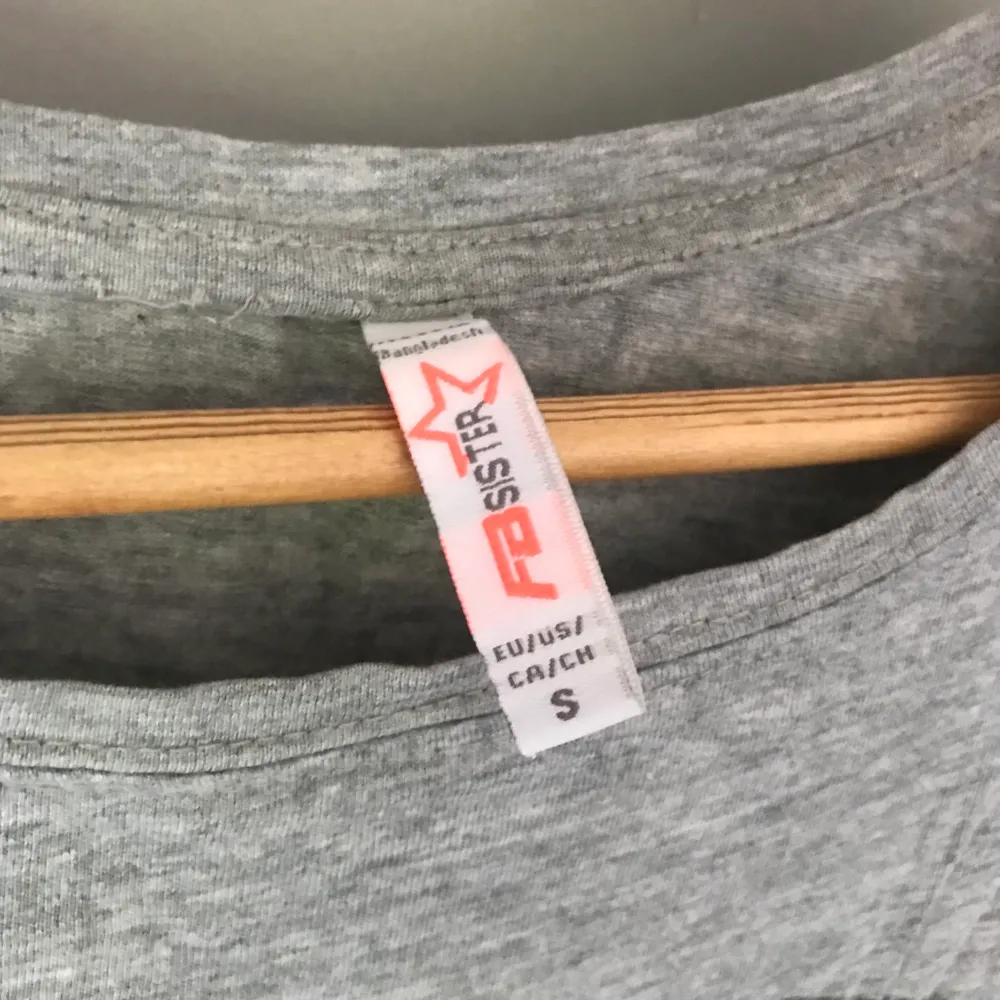 Bangladesh
FB SISTER
EU/US/
CA/CH
S